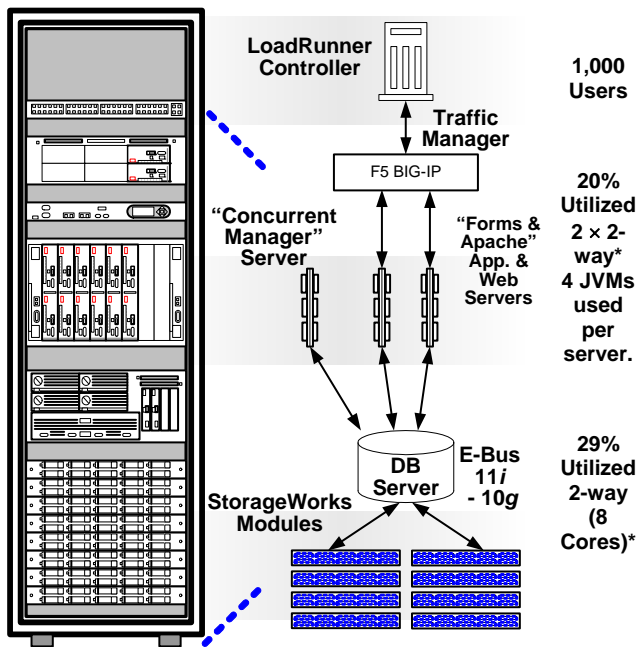 LoadRunner
Controller
1,000
Users
Traffic
Manager
F5 BIG-IP
“Concurrent
Manager”
Server
“Forms &
Apache”
App. &
Web
Servers
20%
Utilized
2 × 2-
way*
4 JVMs
used
per
server.
DB
Server
E-Bus
11i
- 10g
29%
Utilized
2-way
(8
Cores)*
StorageWorks
Modules